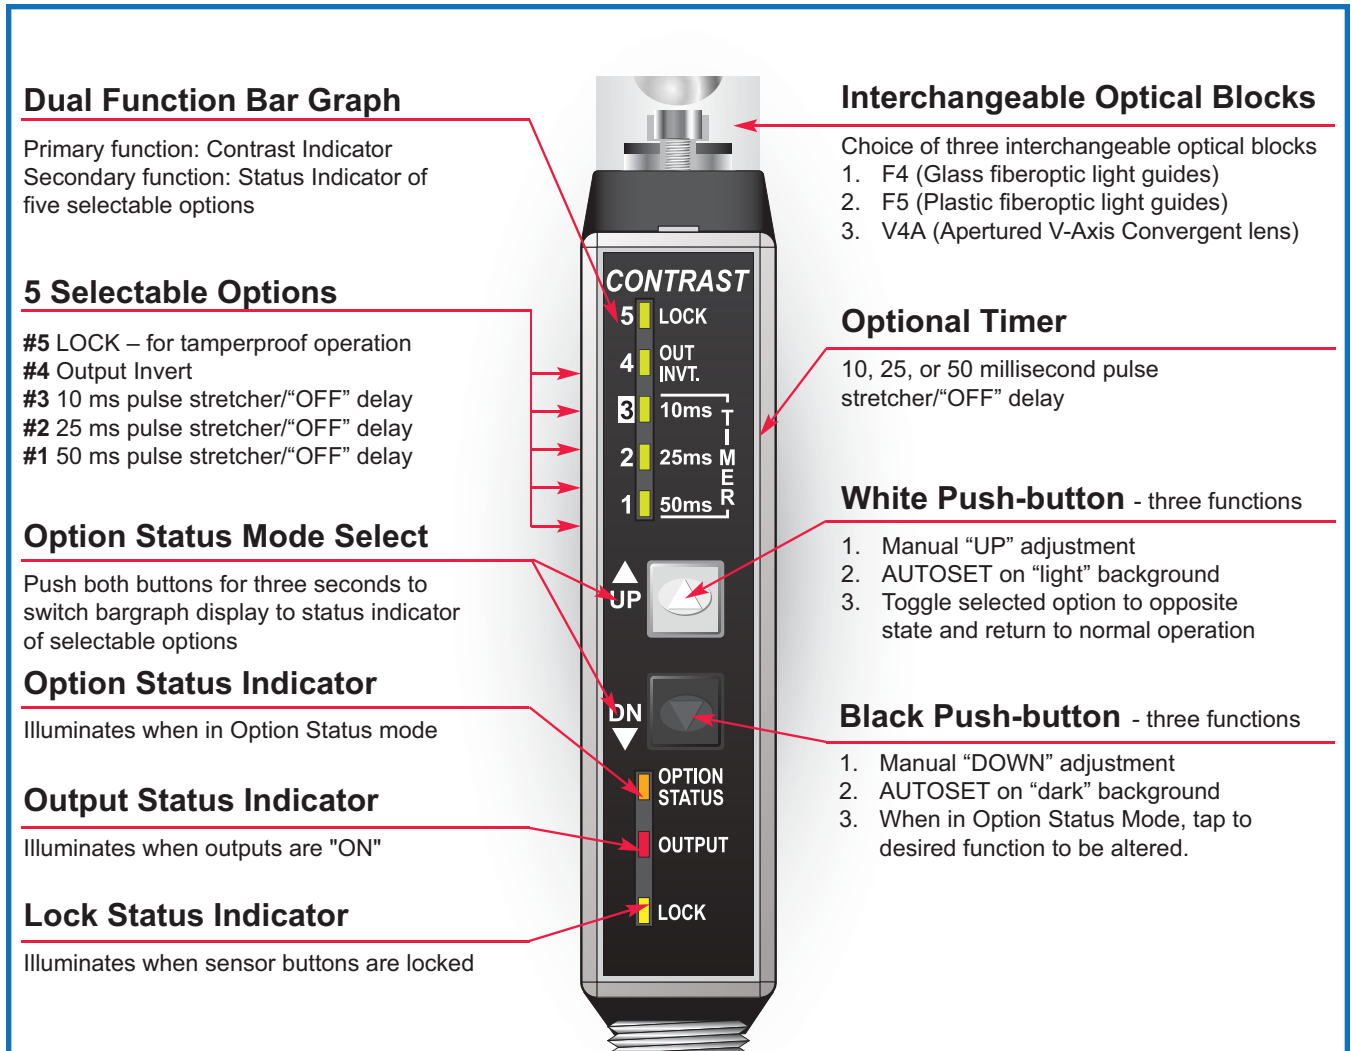 Dual Function Bar Graph
Primary function: Contrast Indicator
Secondary function: Status Indicator of
five selectable options
5 Selectable Options
#5 LOCK – for tamperproof operation
#4 Output Invert
#3 10 ms pulse stretcher/“OFF” delay
#2 25 ms pulse stretcher/“OFF” delay
#1 50 ms pulse stretcher/“OFF” delay
Option Status Mode Select
Push both buttons for three seconds to
switch bargraph display to status indicator
of selectable options
Option Status Indicator
Illuminates when in Option Status mode
Output Status Indicator
Illuminates when outputs are "ON"
Lock Status Indicator
Illuminates when sensor buttons are locked
CONTRAST
5 LOCK
4 OUT
INVT.
3 10ms
2 25ms
1 50ms
TIMER
UP
DN
OPTION
STATUS
OUTPUT
LOCK
Interchangeable Optical Blocks
Choice of three interchangeable optical blocks
1. F4 (Glass fiberoptic light guides)
2. F5 (Plastic fiberoptic light guides)
3. V4A (Apertured V-Axis Convergent lens)
Optional Timer
10, 25, or 50 millisecond pulse
stretcher/“OFF” delay
White Push-button - three functions
1. Manual “UP” adjustment
2. AUTOSET on “light” background
3. Toggle selected option to opposite
state and return to normal operation
Black Push-button - three functions
1. Manual “DOWN” adjustment
2. AUTOSET on “dark” background
3. When in Option Status Mode, tap to
desired function to be altered.